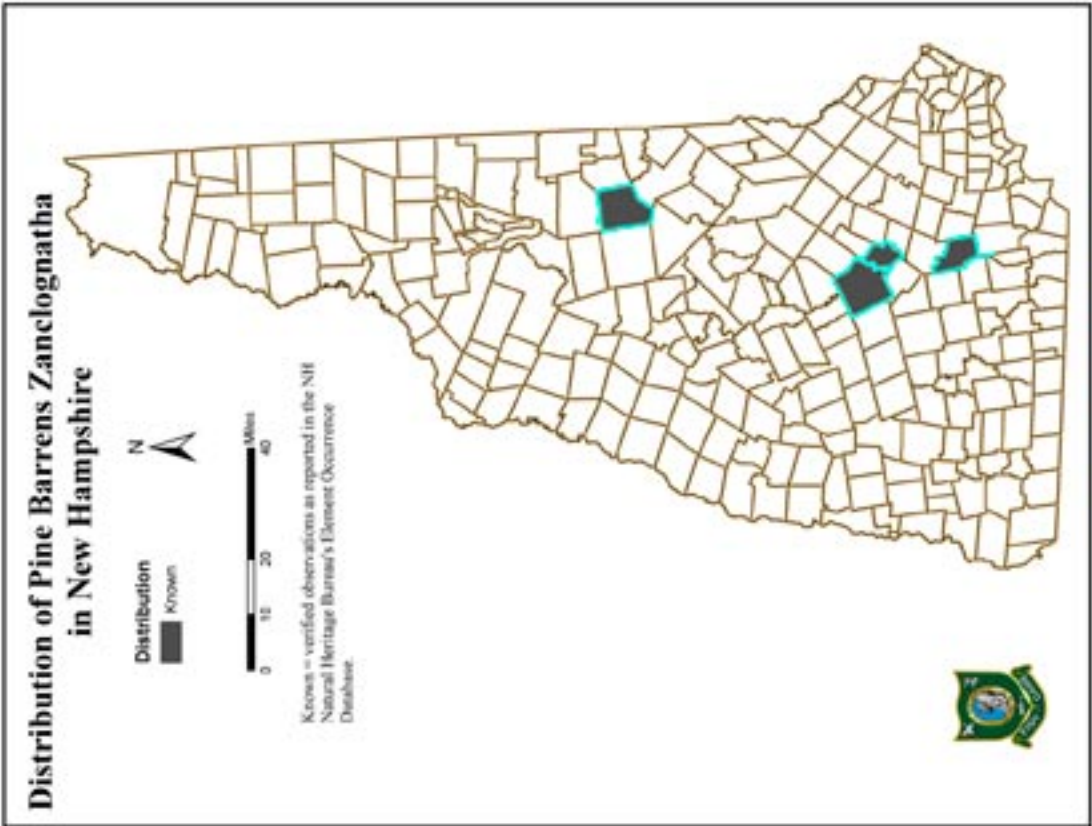 Distribution of Pine Barrens Zanclognatha
in New Hampshire
N
Distribution
Known
0 10 20 40
Miles
Known = verified observations as reported in the NH
Natural Heritage Bureau's Element Occurrence
Database.